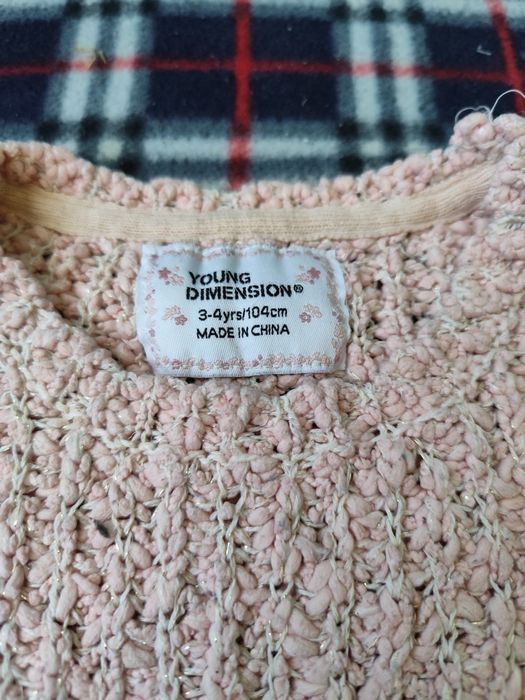 YOUNG
DIMENSION®
3-4yrs/104cm
MADE IN CHINA